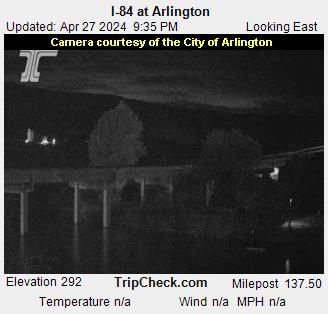 I-84 at Arlington
Updated: Apr 27 2024 9:35 PM Looking East
Camera courtesy of the City of Arlington
Elevation 292 TripCheck.com Milepost 137.50
Temperature n/a Wind n/a MPH n/a